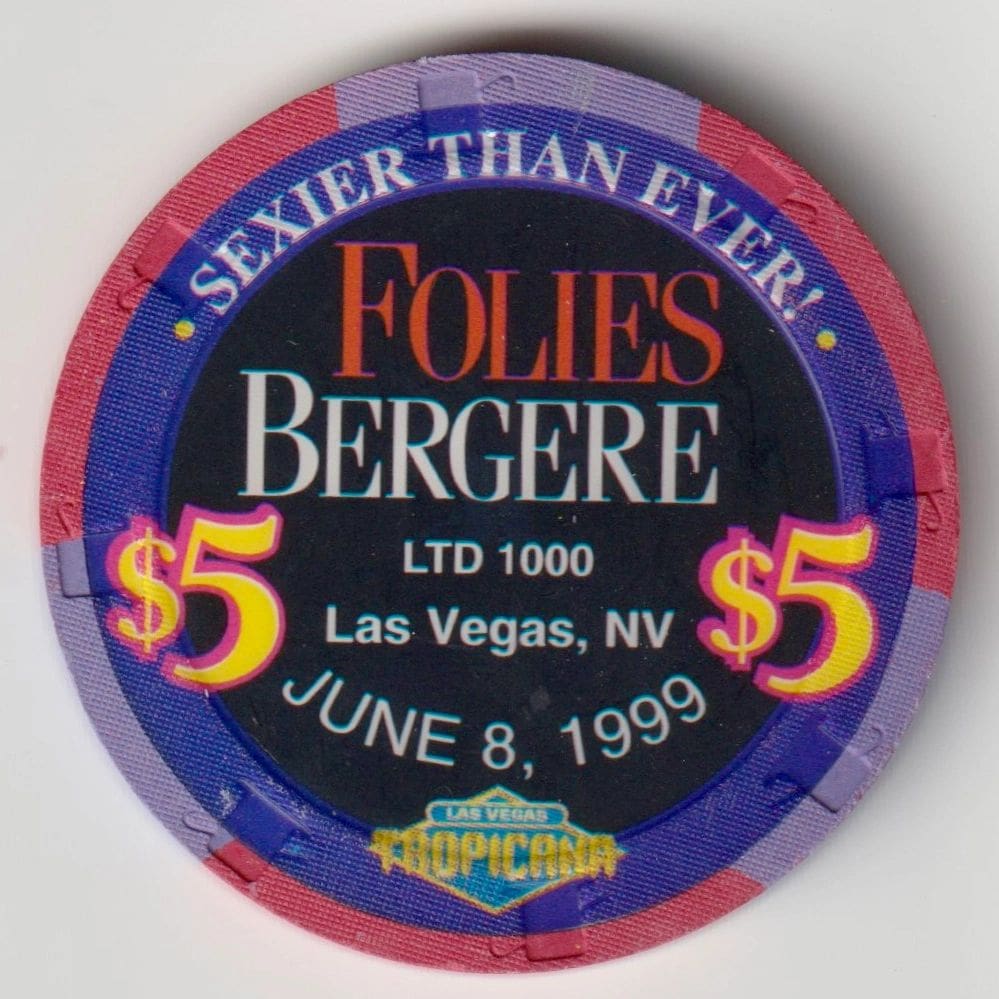 SEXIER THAN EVER!
FOLIES
BERGERE
$5 $5
LTD 1000
Las Vegas, NV
JUNE 8, 1999
LAS VEGAS
TROPICANA